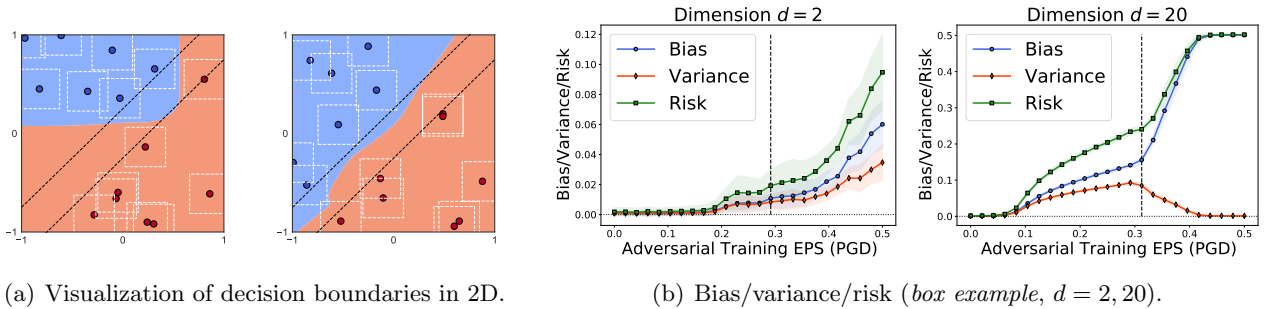 1
0
−1
−1
0
1
1
0
−1
−1
0
1
(a) Visualization of decision boundaries in 2D.
Dimension d = 2
Bias/Variance/Risk
0.12
0.10
0.08
0.06
0.04
0.02
0.00
Bias
Variance
Risk
0.0 0.1 0.2 0.3 0.4 0.5
Adversarial Training EPS (PGD)
Dimension d = 20
Bias/Variance/Risk
0.5
0.4
0.3
0.2
0.1
0.0
Bias
Variance
Risk
0.0 0.1 0.2 0.3 0.4 0.5
Adversarial Training EPS (PGD)
(b) Bias/variance/risk (box example, d = 2, 20).